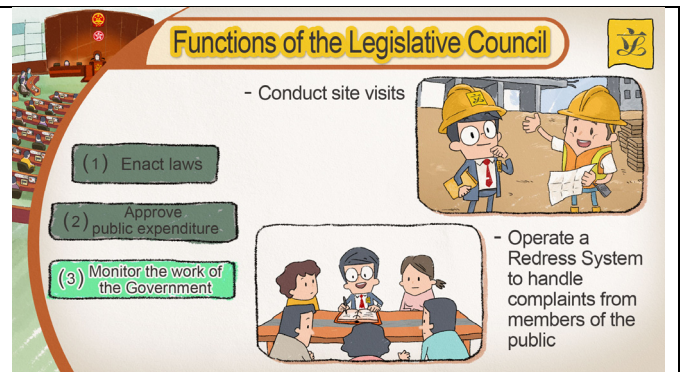 Functions of the Legislative Council
- Conduct site visits
(1) Enact laws
(2) Approve
public expenditure
(3) Monitor the work of
the Government
- Operate a
Redress System
to handle
complaints from
members of the
public